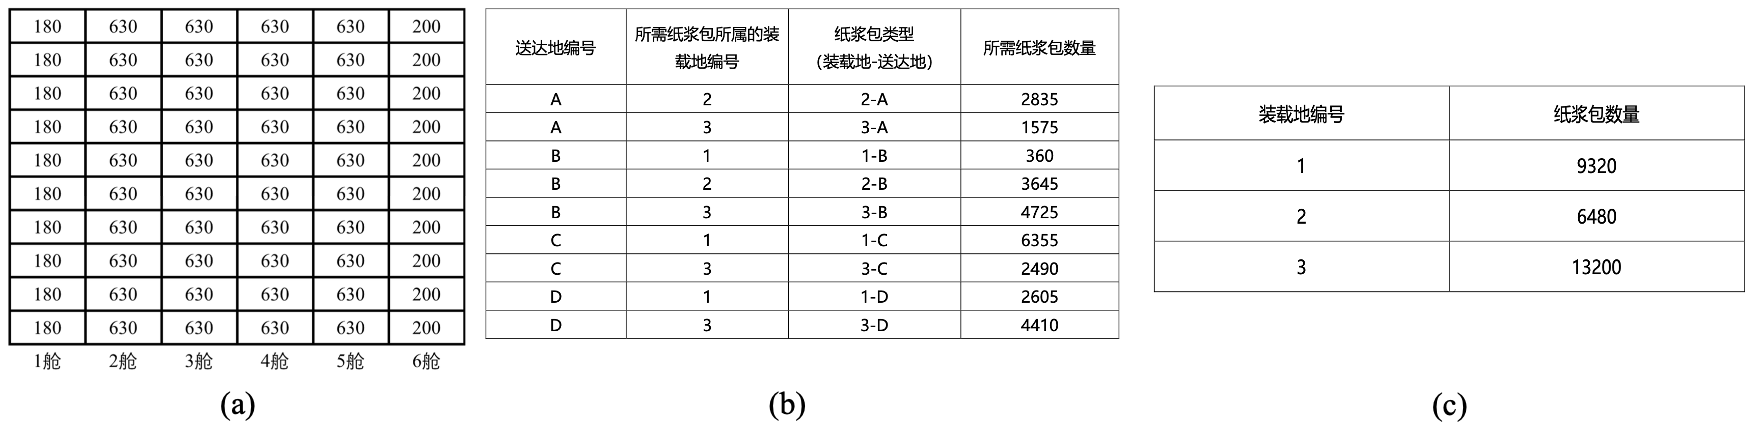 180 630 630 630 630 200
180 630 630 630 630 200
180 630 630 630 630 200
180 630 630 630 630 200
180 630 630 630 630 200
180 630 630 630 630 200
180 630 630 630 630 200
180 630 630 630 630 200
180 630 630 630 630 200
180 630 630 630 630 200
1舱 2舱 3舱 4舱 5舱 6舱
(a)
送达地编号 所需纸浆包所属的装
载地编号 纸浆包类型
（装载地-送达地） 所需纸浆包数量
A 2 2-A 2835
A 3 3-A 1575
B 1 1-B 360
B 2 2-B 3645
B 3 3-B 4725
C 1 1-C 6355
C 3 3-C 2490
D 1 1-D 2605
D 3 3-D 4410
(b)
装载地编号 纸浆包数量
1 9320
2 6480
3 13200
(c)